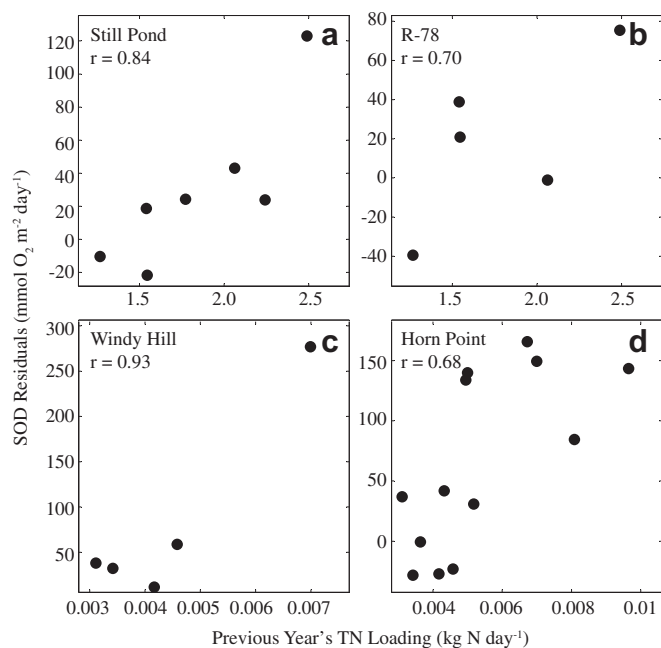 120
100
80
60
40
20
0
-20
Still Pond
r = 0.84
a
1.5
2.0
2.5
80
60
40
20
0
-20
-40
R-78
r = 0.70
b
1.5
2.0
2.5
SOD Residuals (mmol O₂ m⁻² day⁻¹)
300
250
200
150
100
50
Windy Hill
r = 0.93
c
0.003
0.004
0.005
0.006
0.007
150
100
50
0
Horn Point
r = 0.68
d
0.004
0.006
0.008
0.01
Previous Year's TN Loading (kg N day⁻¹)